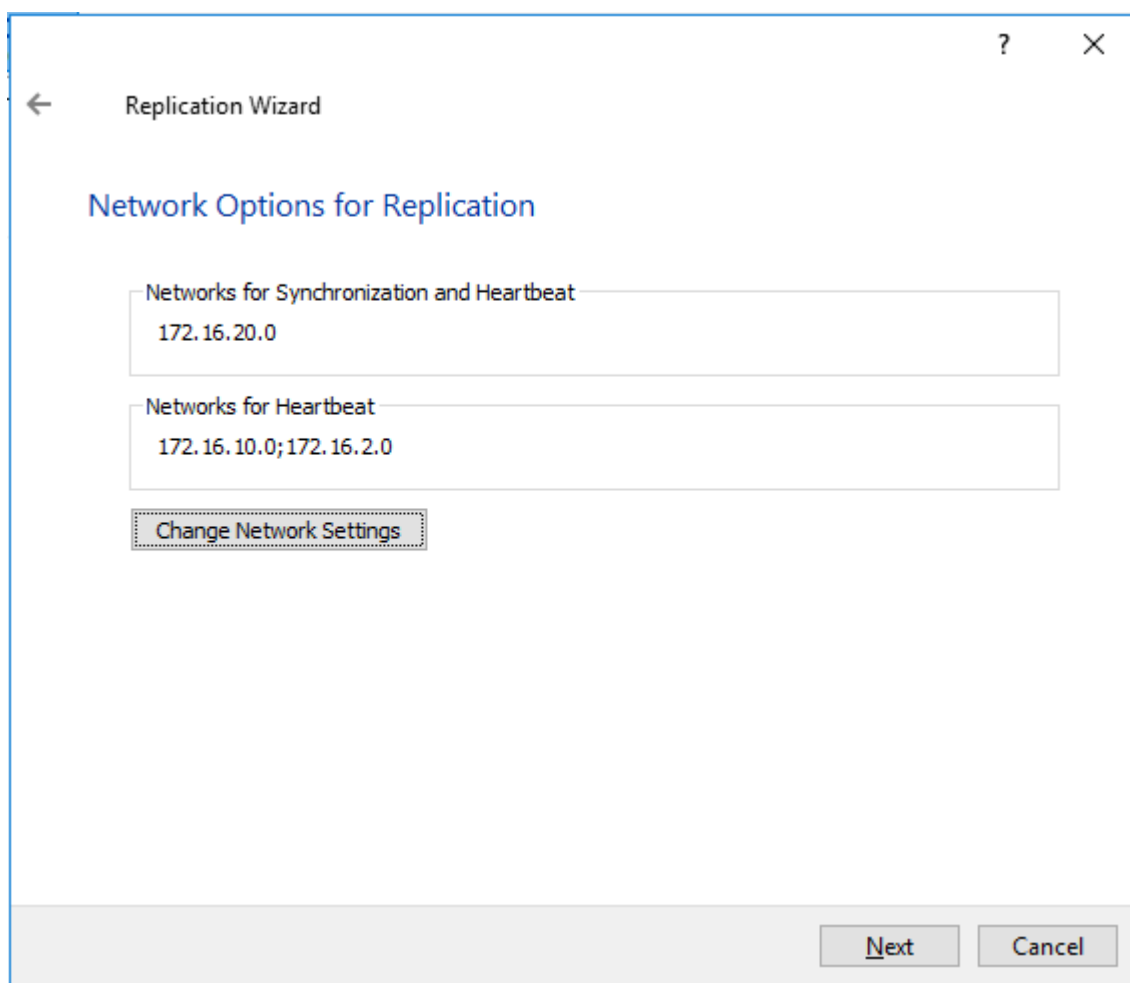 ?
Replication Wizard
Network Options for Replication
Networks for Synchronization and Heartbeat
172.16.20.0
Networks for Heartbeat
172.16.10.0;172.16.2.0
Change Network Settings
Next Cancel